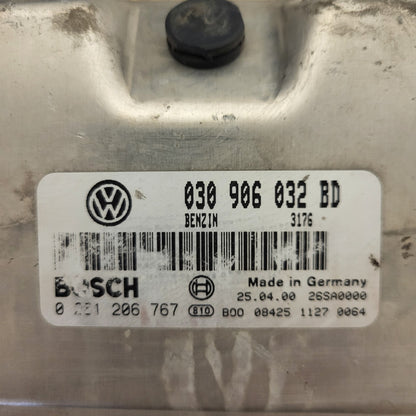 030 906 032 BD
BENZIN 3176
BOSCH
Made in Germany
25.04.00 26SA0000
0 261 206 767 810 B00 08425 1127 0064